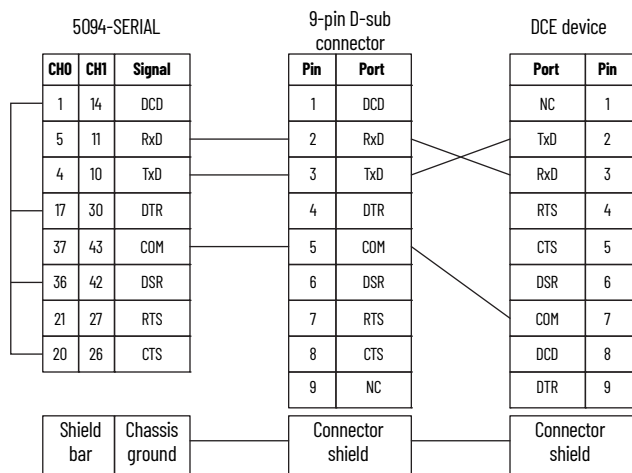 5094-SERIAL
CH0 CH1 Signal
1 14 DCD
5 11 RxD
4 10 TxD
17 30 DTR
37 43 COM
36 42 DSR
21 27 RTS
20 26 CTS
Shield bar
Chassis ground
9-pin D-sub
connector
Pin Port
1 DCD
2 RxD
3 TxD
4 DTR
5 COM
6 DSR
7 RTS
8 CTS
9 NC
Connector
shield
DCE device
Port Pin
NC 1
TxD 2
RxD 3
RTS 4
CTS 5
DSR 6
COM 7
DCD 8
DTR 9
Connector
shield